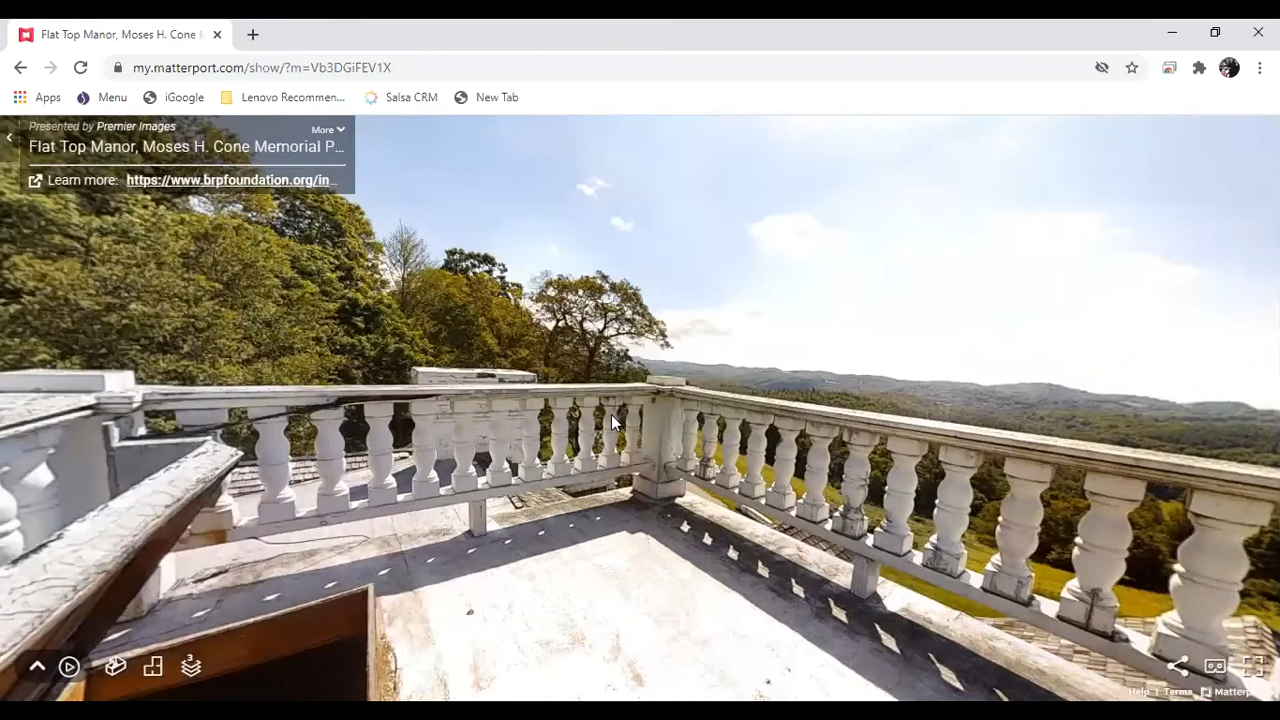 Flat Top Manor, Moses H. Cone M
my.matterport.com/show/?m=Vb3DGiFEV1X
Apps Menu iGoogle Lenovo Recommen... Salsa CRM New Tab
Presented by Premier Images More
Flat Top Manor, Moses H. Cone Memorial P...
Learn more: https://www.brpfoundation.org/in...
3
Help | Terms Matterp